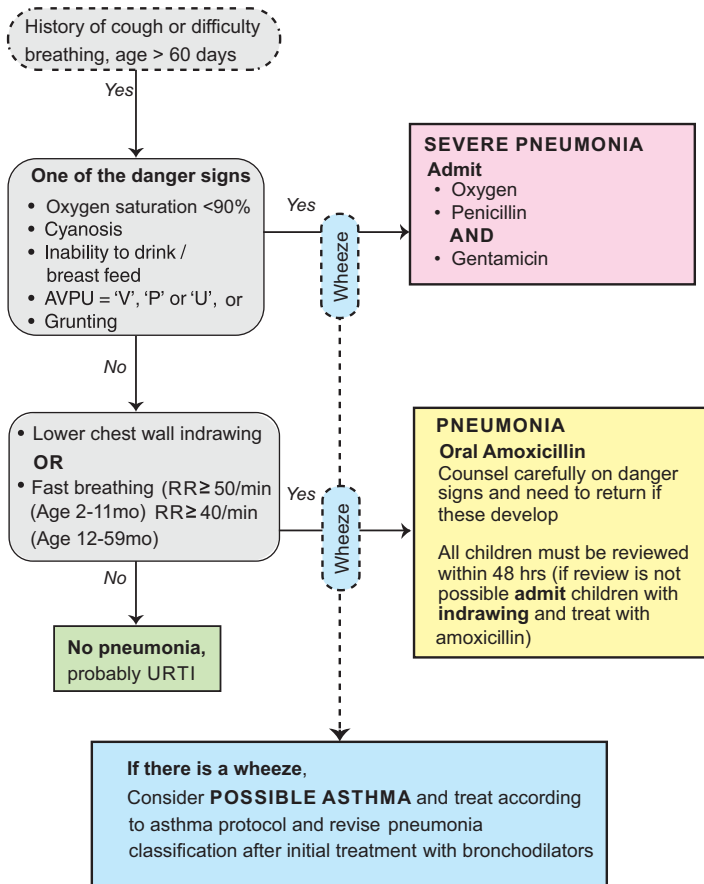 History of cough or difficulty
breathing, age > 60 days
Yes
One of the danger signs
• Oxygen saturation <90%
• Cyanosis
• Inability to drink /
breast feed
• AVPU = ‘V’, ‘P’ or ‘U’, or
• Grunting
Yes
Wheeze
SEVERE PNEUMONIA
Admit
• Oxygen
• Penicillin
AND
• Gentamicin
No
• Lower chest wall indrawing
OR
• Fast breathing (RR≥ 50/min
(Age 2-11mo) RR≥ 40/min
(Age 12-59mo)
Yes
Wheeze
PNEUMONIA
Oral Amoxicillin
Counsel carefully on danger
signs and need to return if
these develop
All children must be reviewed
within 48 hrs (if review is not
possible admit children with
indrawing and treat with
amoxicillin)
No
No pneumonia,
probably URTI
If there is a wheeze,
Consider POSSIBLE ASTHMA and treat according
to asthma protocol and revise pneumonia
classification after initial treatment with bronchodilators